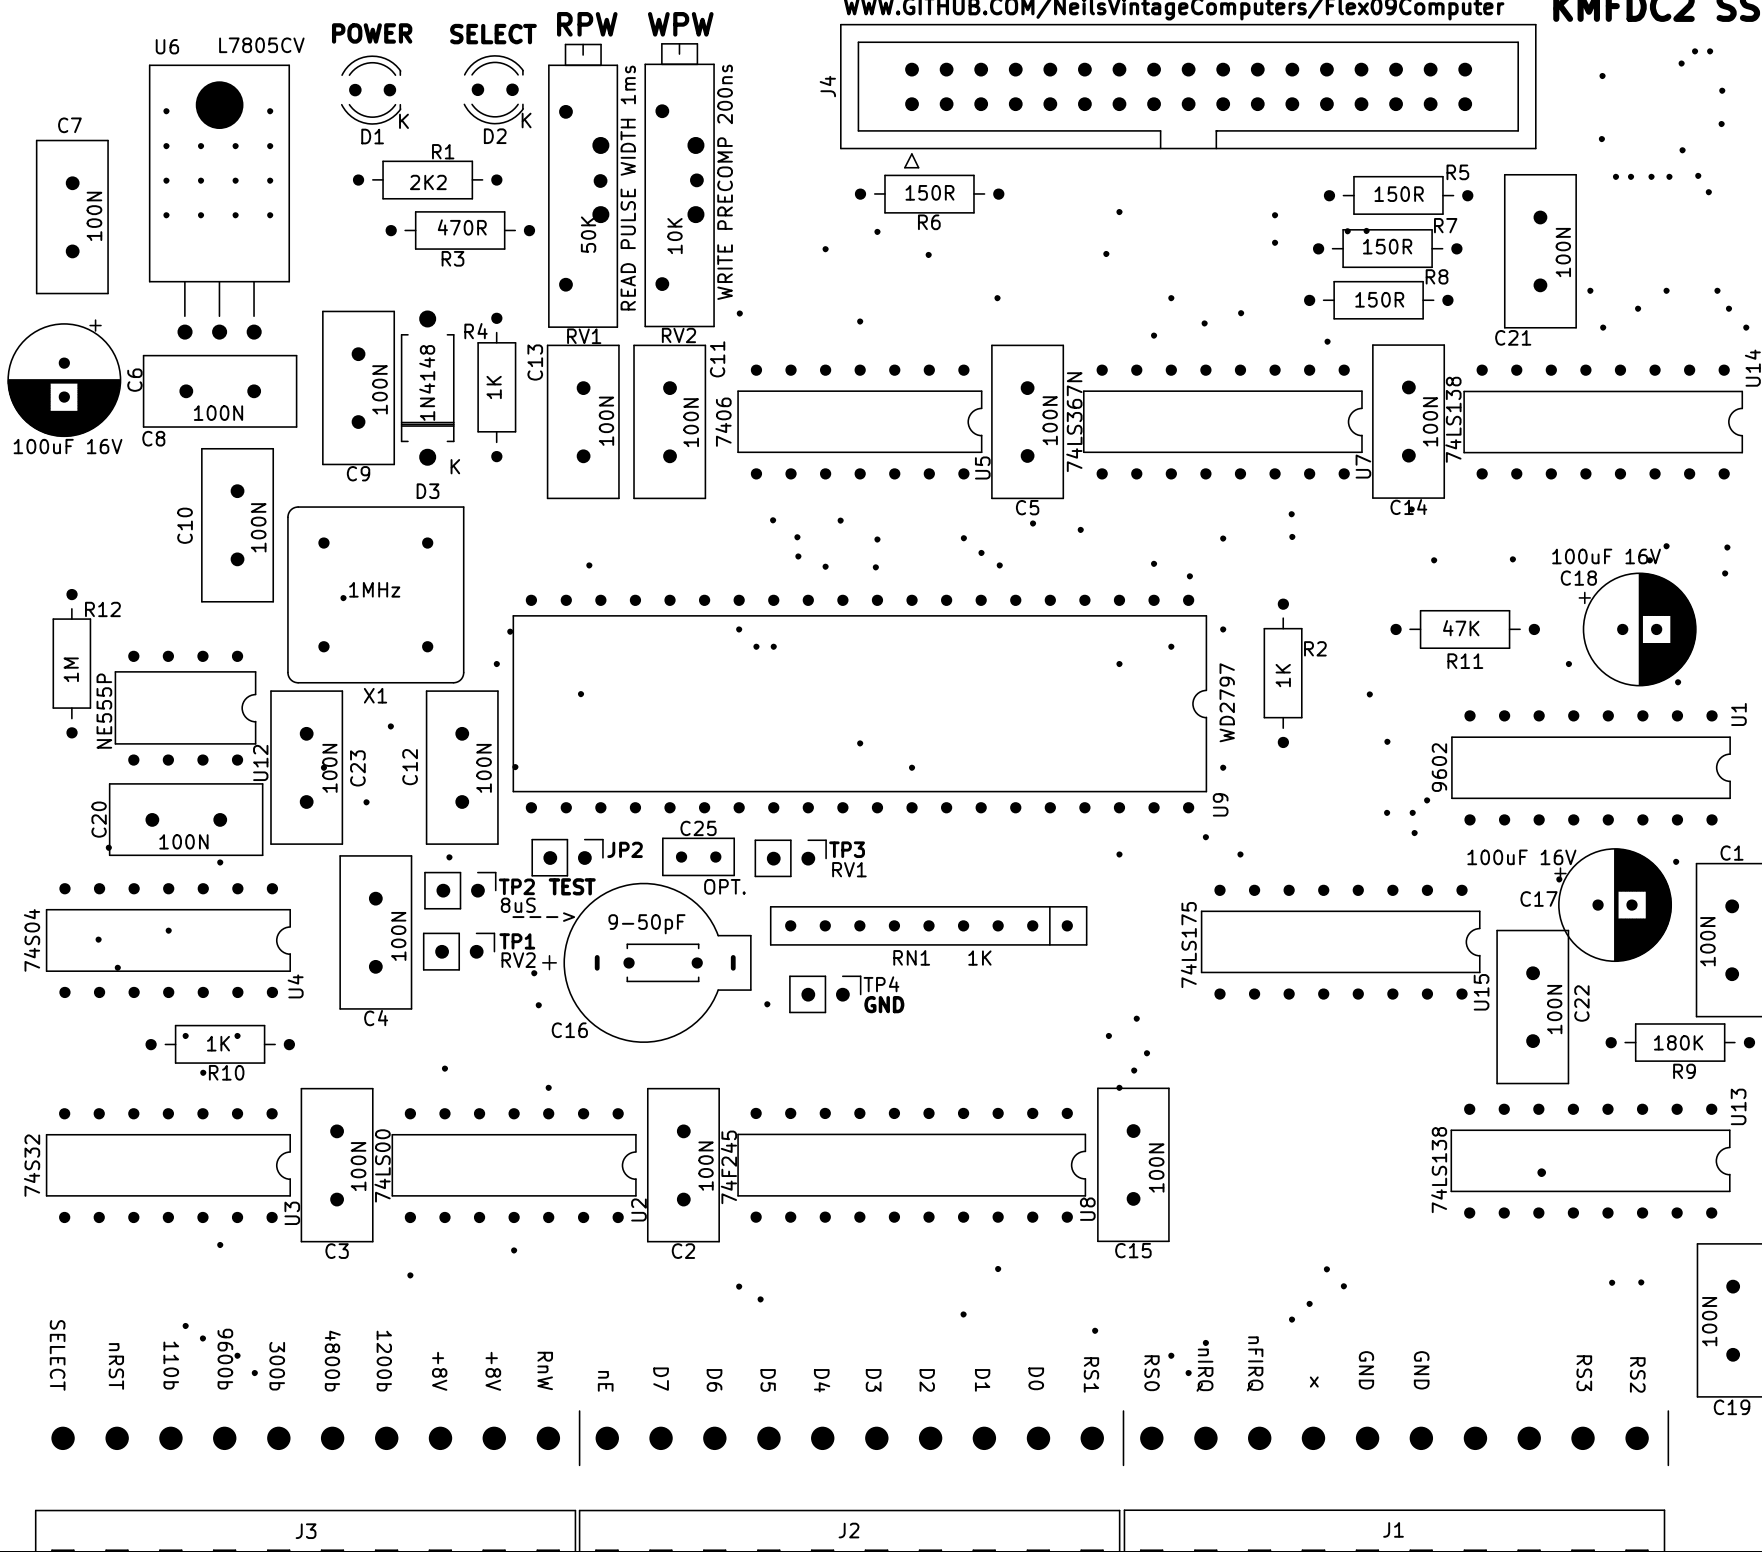 WWW.GITHUB.COM/NeilsVintageComputers/Flex09Computer
KMFDC2 SS
U6 L7805CV
POWER
SELECT
RPW
WPW
J4
D1 K
D2 K
C7
100N
R1
2K2
470R
R3
50K
READ PULSE WIDTH 1ms
RV1
10K
WRITE PRECOMP 200ns
RV2
150R
R6
R5
150R
R7
150R
R8
150R
100N
C21
+
C6
100uF 16V
100N
C8
100N
C9
1N4148
K
D3
R4
1K
C13
100N
C11
100N
7406
U5
100N
C5
74LS367N
U7
100N
C14
74LS138
U14
C10
100N
1MHz
X1
R12
1M
NE555P
U12
100N
C23
C12
100N
WD2797
U9
R2
1K
47K
R11
100uF 16V
C18
+
U1
9602
C20
100N
JP2
TEST
C25
OPT.
TP3
RV1
TP2
8uS
---->
TP1
RV2
+
9-50pF
C16
RN1 1K
TP4
GND
74S04
U4
100N
C4
1K
R10
74LS175
U15
100uF 16V
+
C17
100N
C22
C1
100N
180K
R9
74S32
U3
100N
C3
74LS00
U2
100N
C2
74F245
U8
100N
C15
74LS138
U13
100N
C19
SELECT
nRST
110b
9600b
300b
4800b
1200b
+8V
+8V
RnW
nE
D7
D6
D5
D4
D3
D2
D1
D0
RS1
RS0
nIRQ
nFIRQ
x
GND
GND
RS3
RS2
J3
J2
J1